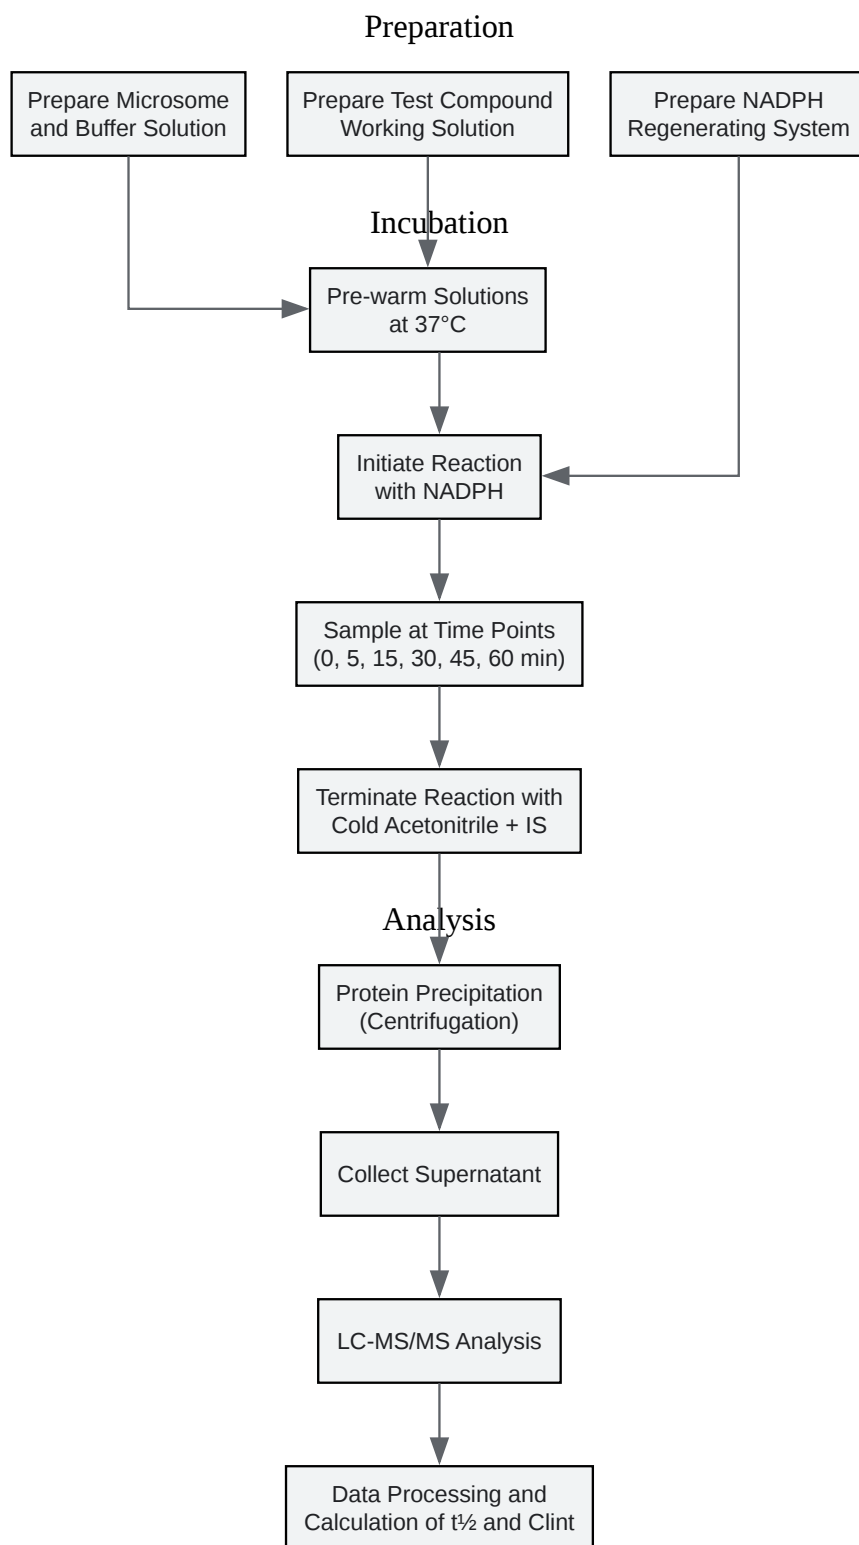 Preparation
Prepare Microsome
and Buffer Solution
Prepare Test Compound
Working Solution
Prepare NADPH
Regenerating System
Incubation
Pre-warm Solutions
at 37°C
Initiate Reaction
with NADPH
Sample at Time Points
(0, 5, 15, 30, 45, 60 min)
Terminate Reaction with
Cold Acetonitrile + IS
Analysis
Protein Precipitation
(Centrifugation)
Collect Supernatant
LC-MS/MS Analysis
Data Processing and
Calculation of t½ and Clint